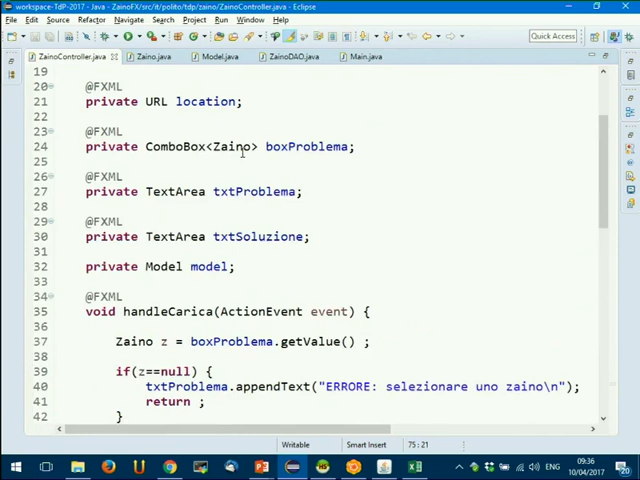 workspace-TdP-2017 - Java - ZainoFX/src/it/polito/tdp/zaino/ZainoController.java - Eclipse
File Edit Source Refactor Navigate Search Project Run Window Help
Quick Access
ZainoController.java Zaino.java Model.java ZainoDAO.java Main.java
19
20 @FXML
21 private URL location;
22
23 @FXML
24 private ComboBox<Zaino> boxProblema;
25
26 @FXML
27 private TextArea txtProblema;
28
29 @FXML
30 private TextArea txtSoluzione;
31
32 private Model model;
33
34 @FXML
35 void handleCarica(ActionEvent event) {
36
37 Zaino z = boxProblema.getValue() ;
38
39 if(z==null) {
40 txtProblema.appendText("ERRORE: selezionare uno zaino\n");
41 return ;
42 }
Writable Smart Insert 75 : 21
ENG 09:36
10/04/2017 20